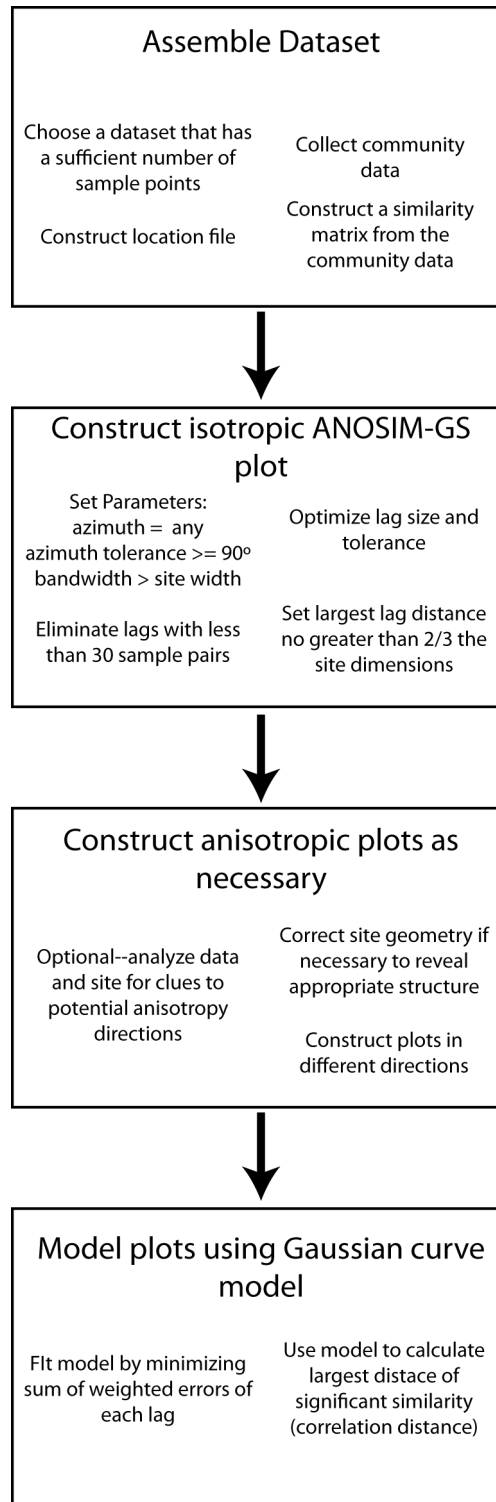 Assemble Dataset
Choose a dataset that has
a sufficient number of
sample points
Construct location file
Collect community
data
Construct a similarity
matrix from the
community data
Construct isotropic ANOSIM-GS
plot
Set Parameters:
azimuth =  any
azimuth tolerance >= 90º
bandwidth > site width
Eliminate lags with less
than 30 sample pairs
Optimize lag size and
tolerance
Set largest lag distance
no greater than 2/3 the
site dimensions
Construct anisotropic plots as
necessary
Optional--analyze data
and site for clues to
potential anisotropy
directions
Correct site geometry if
necessary to reveal
appropriate structure
Construct plots in
different directions
Model plots using Gaussian curve
model
FIt model by minimizing
sum of weighted errors of
each lag
Use model to calculate
largest distace of
significant similarity
(correlation distance)